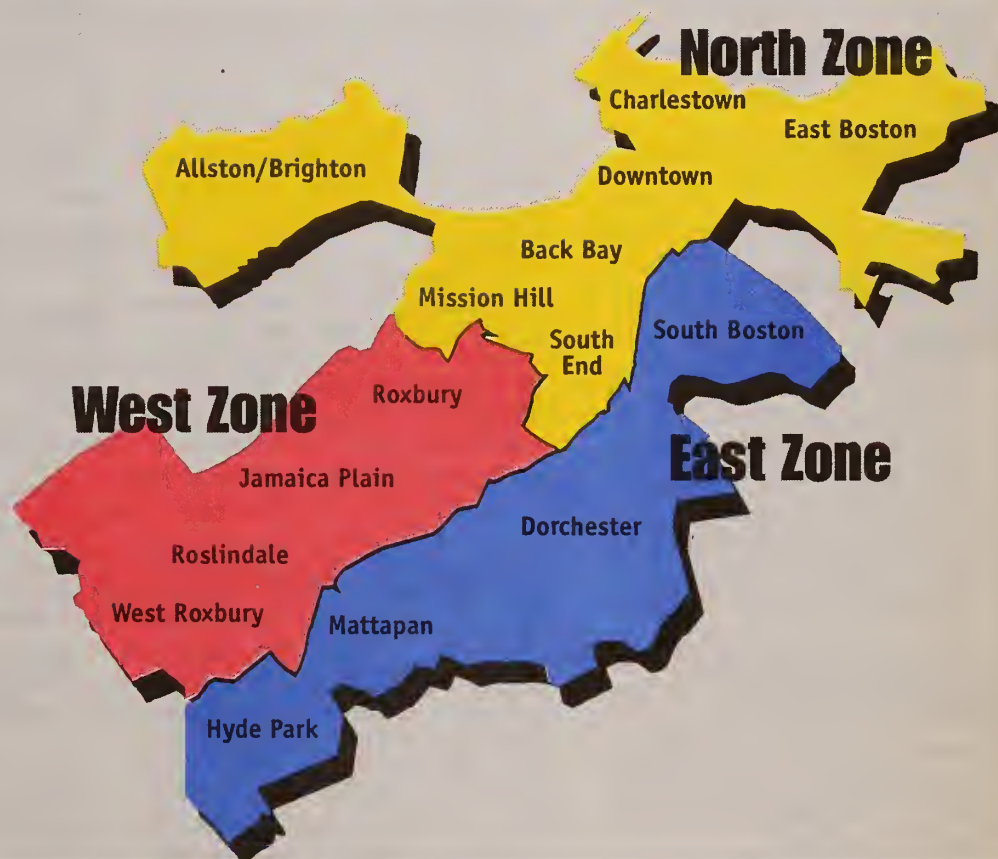 North Zone
Charlestown
East Boston
Allston/Brighton
Downtown
Back Bay
Mission Hill
South
End
South Boston
West Zone
Roxbury
East Zone
Jamaica Plain
Dorchester
Roslindale
West Roxbury
Mattapan
Hyde Park